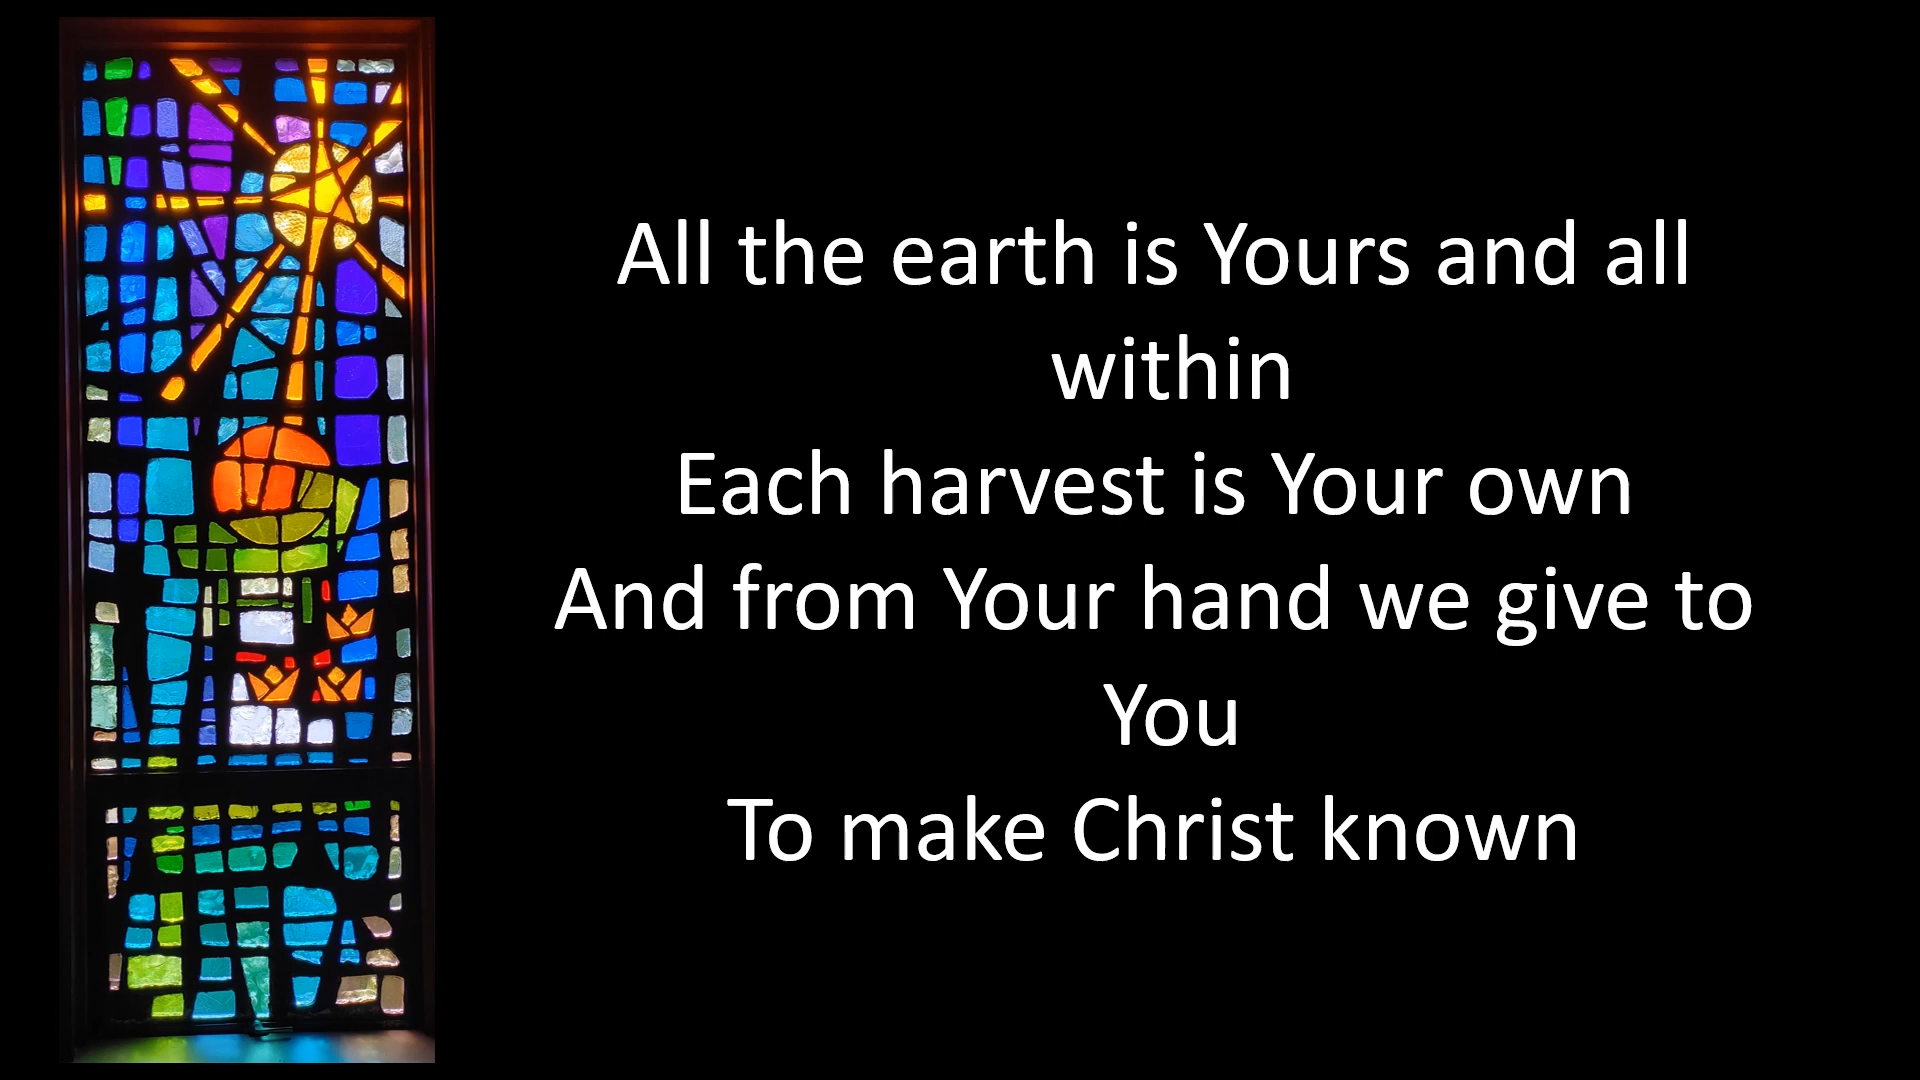 All the earth is Yours and all
within
Each harvest is Your own
And from Your hand we give to
You
To make Christ known